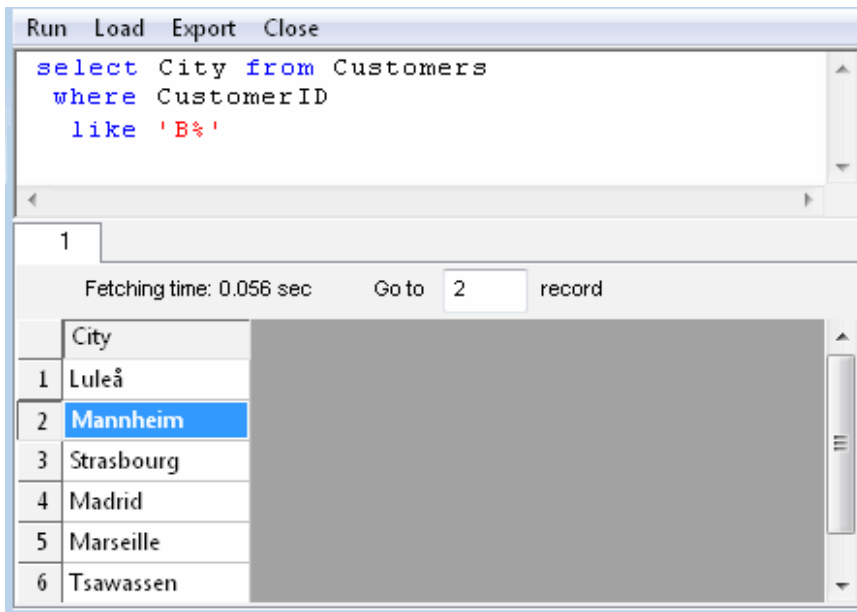 Run Load Export Close
select City from Customers
where CustomerID
like 'B%'
1
Fetching time: 0.056 sec Go to 2 record
City
1 Luleå
2 Mannheim
3 Strasbourg
4 Madrid
5 Marseille
6 Tsawassen